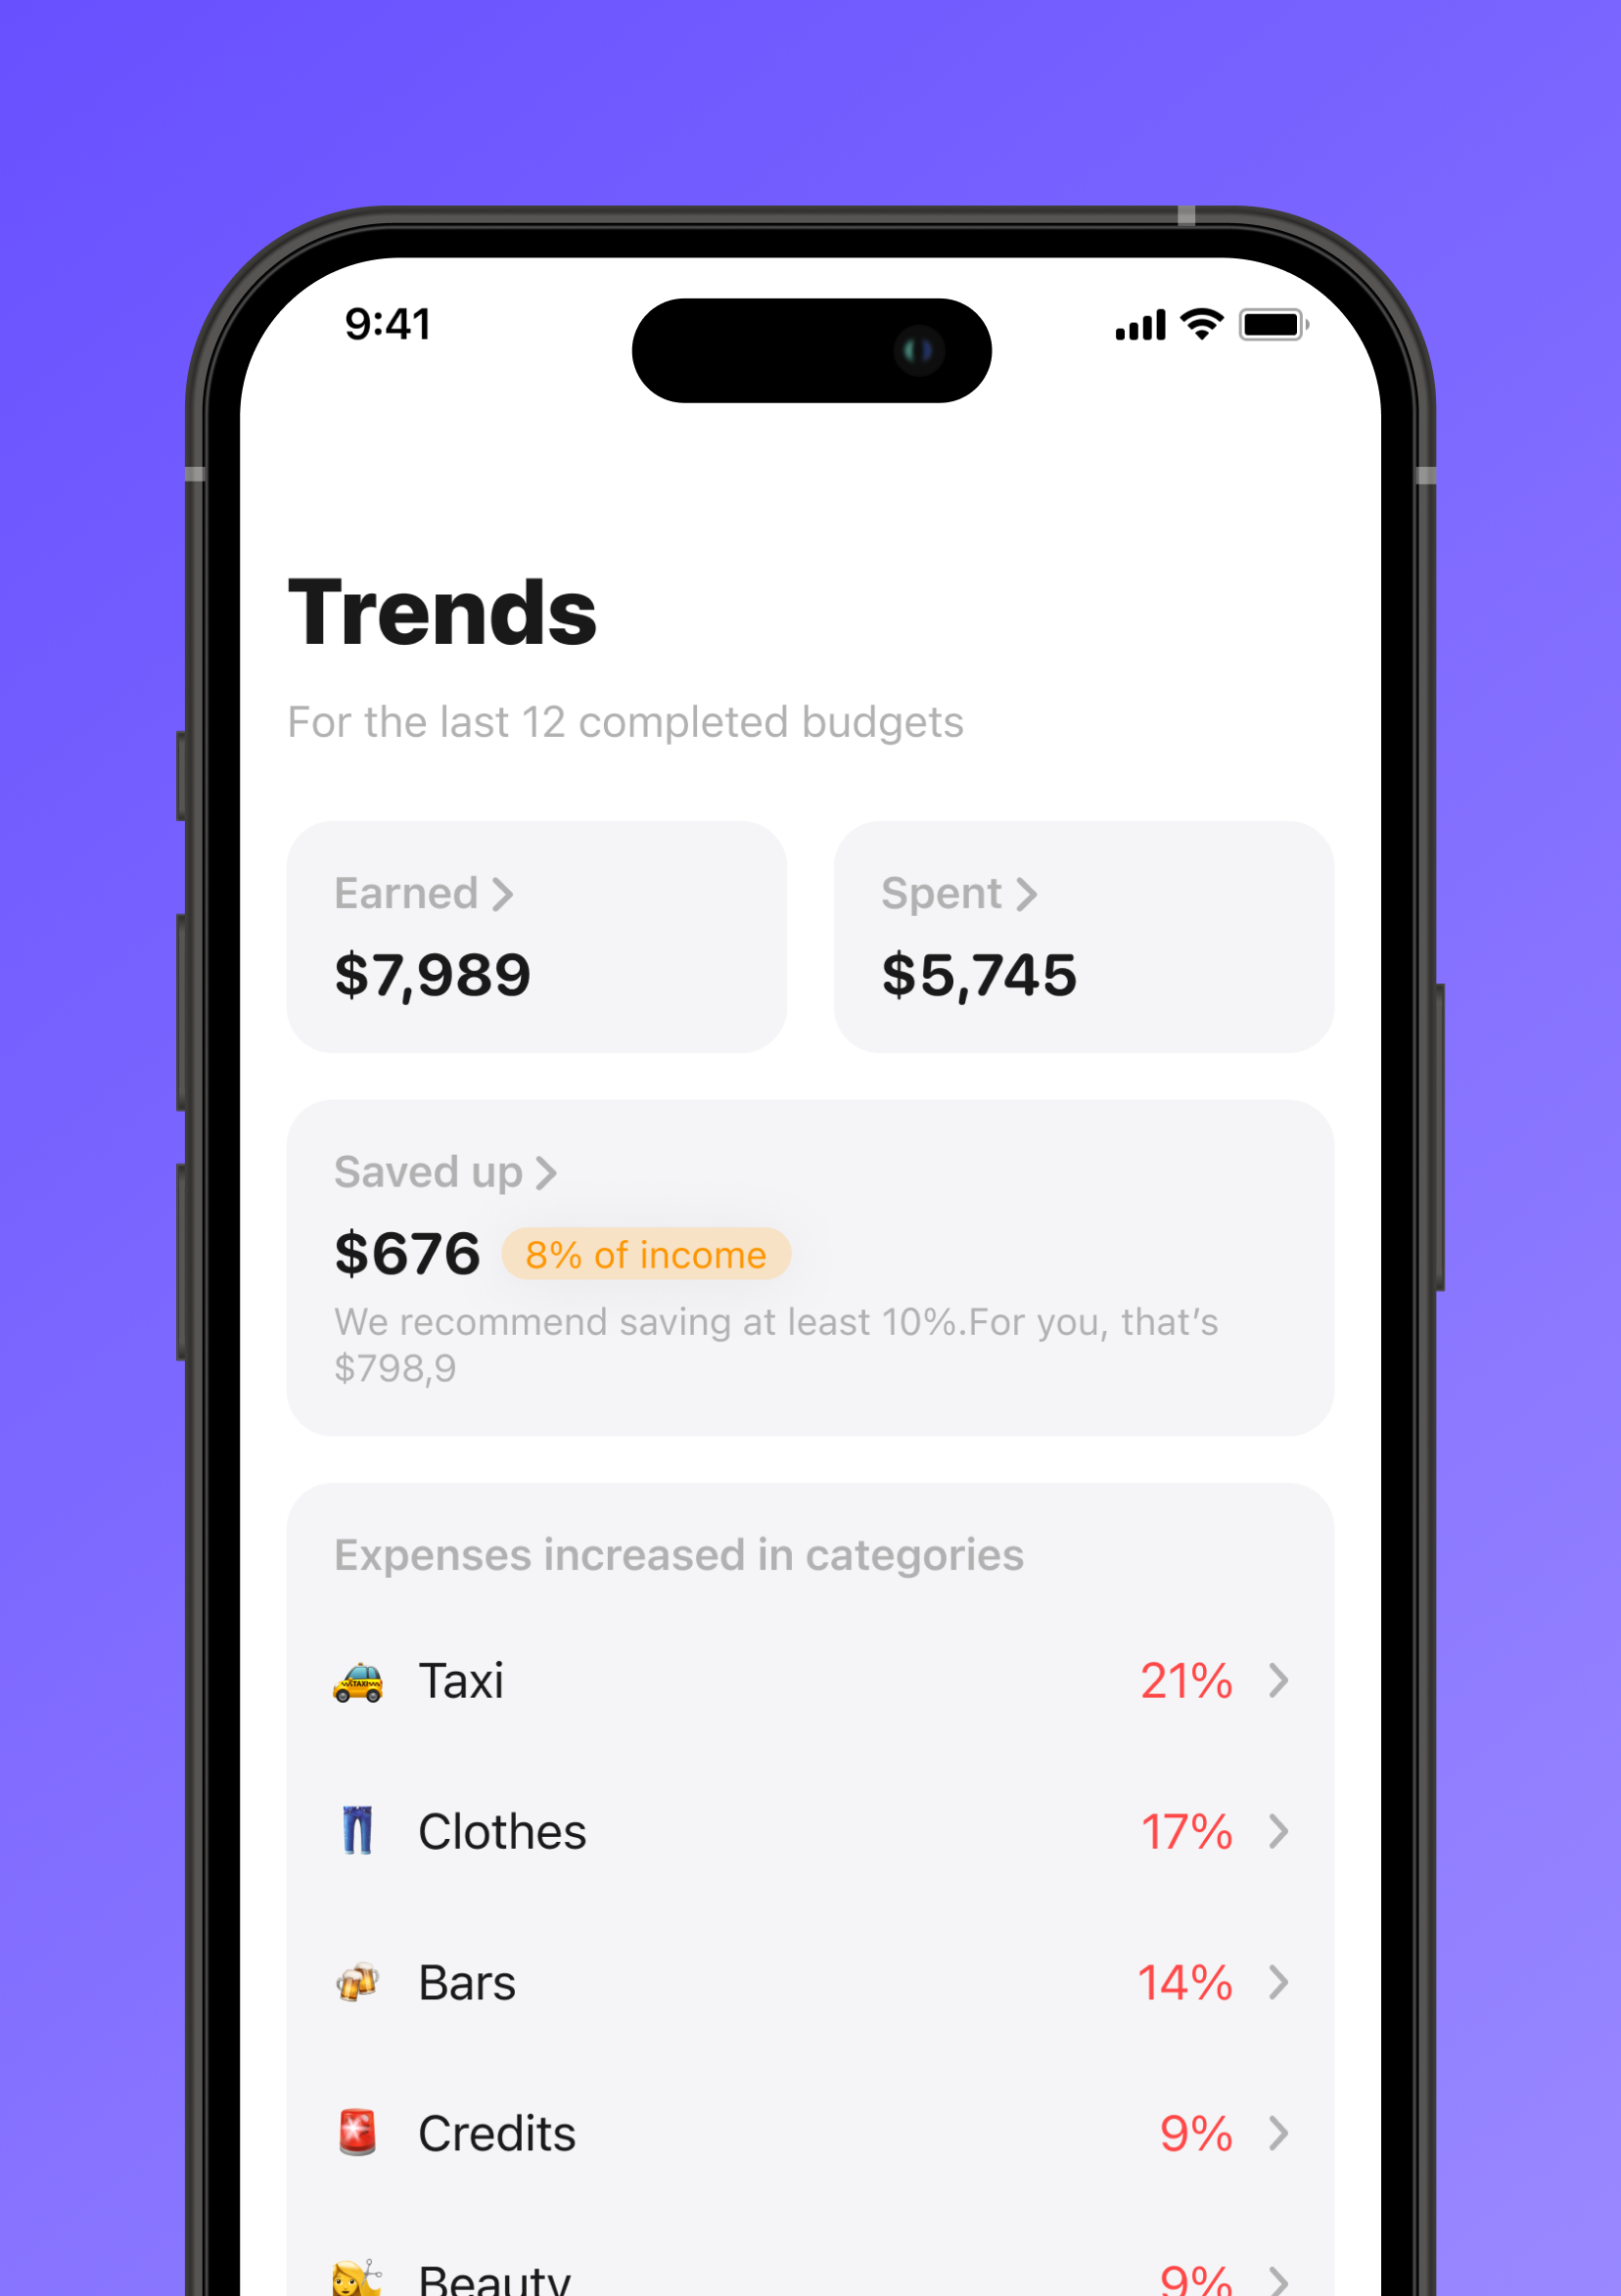 9:41
Trends
For the last 12 completed budgets
Earned
$7,989
Spent
$5,745
Saved up
$676 8% of income
We recommend saving at least 10%.For you, that’s
$798,9
Expenses increased in categories
TAXI Taxi 21%
Clothes 17%
Bars 14%
Credits 9%
Beauty 9%